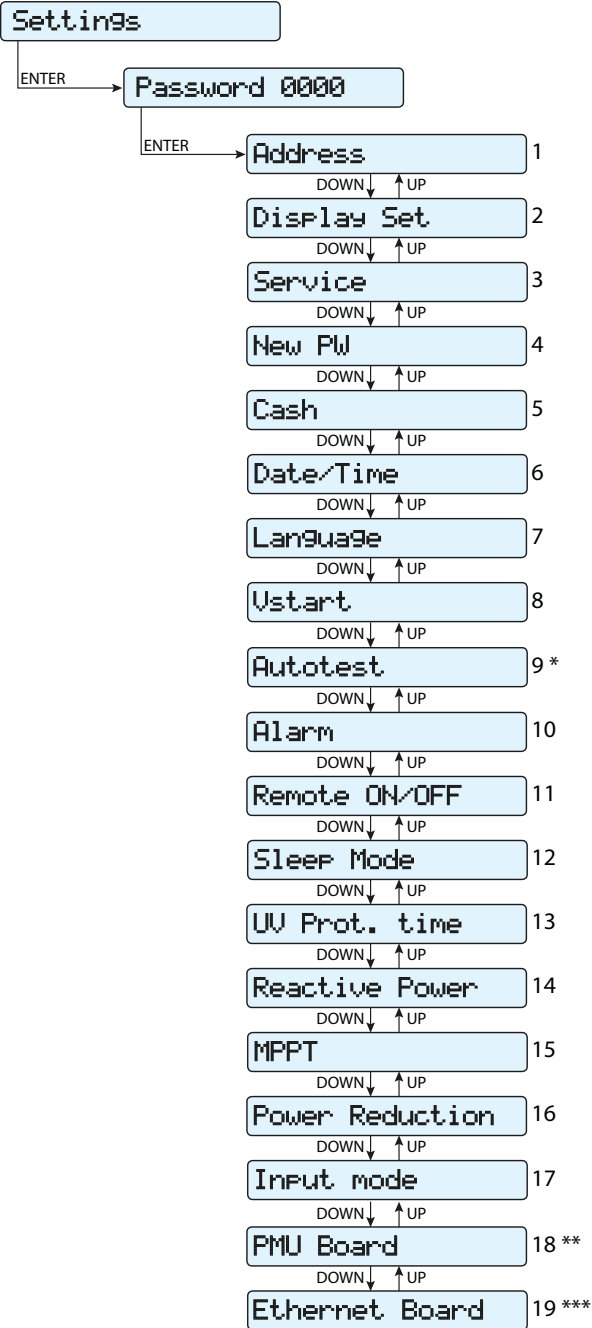 Settings
ENTER
Password 0000
ENTER
Address 1
DOWN UP
Display Set 2
DOWN UP
Service 3
DOWN UP
New PW 4
DOWN UP
Cash 5
DOWN UP
Date/Time 6
DOWN UP
Language 7
DOWN UP
Vstart 8
DOWN UP
Autotest 9 *
DOWN UP
Alarm 10
DOWN UP
Remote ON/OFF 11
DOWN UP
Sleep Mode 12
DOWN UP
UV Prot. time 13
DOWN UP
Reactive Power 14
DOWN UP
MPPT 15
DOWN UP
Power Reduction 16
DOWN UP
Input mode 17
DOWN UP
PMU Board 18 **
DOWN UP
Ethernet Board 19 ***